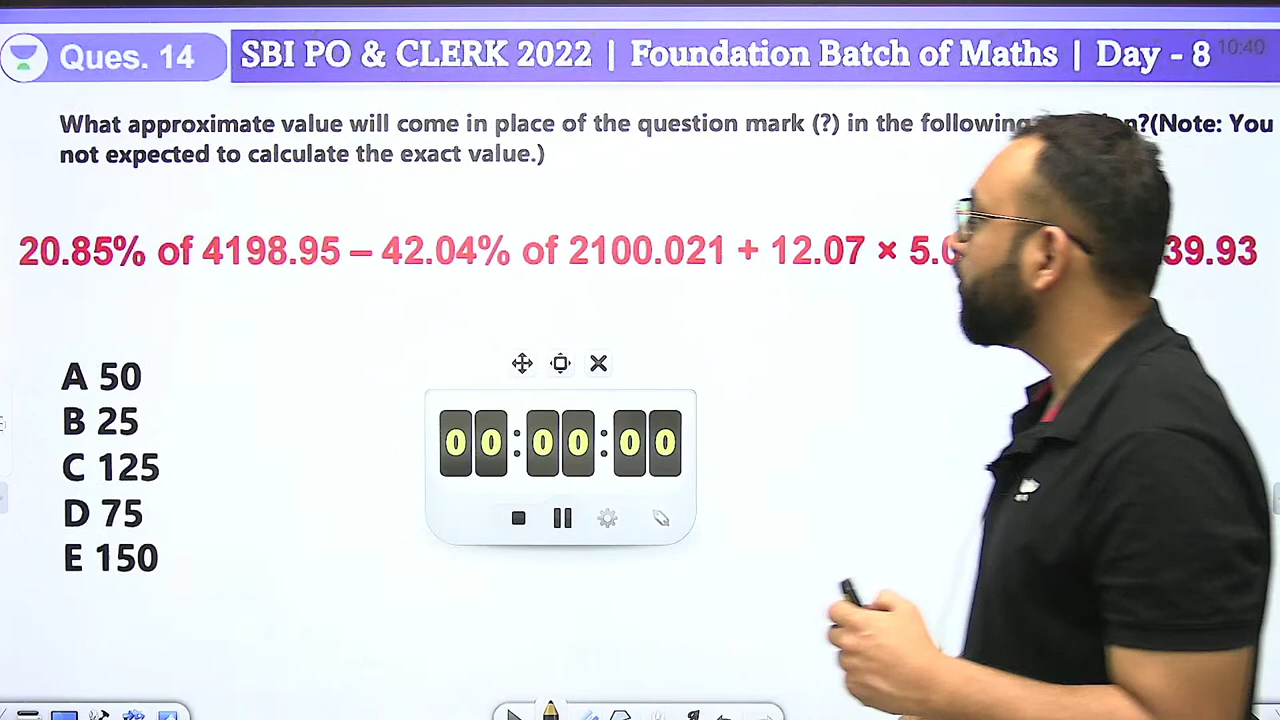 Ques. 14
SBI PO & CLERK 2022 | Foundation Batch of Maths | Day - 8
10:40
What approximate value will come in place of the question mark (?) in the following ?(Note: You
not expected to calculate the exact value.)
20.85% of 4198.95 – 42.04% of 2100.021 + 12.07 × 39.93
A 50
B 25
C 125
D 75
E 150
00:00:00